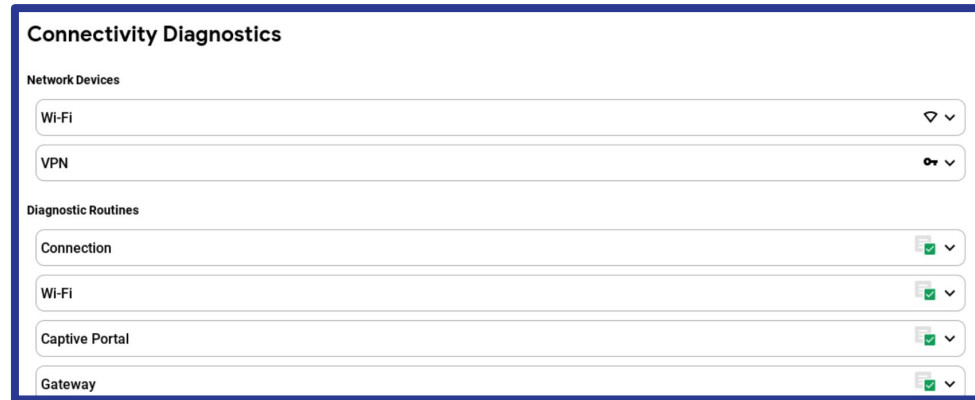 Connectivity Diagnostics
Network Devices
Wi-Fi
VPN
Diagnostic Routines
Connection
Wi-Fi
Captive Portal
Gateway